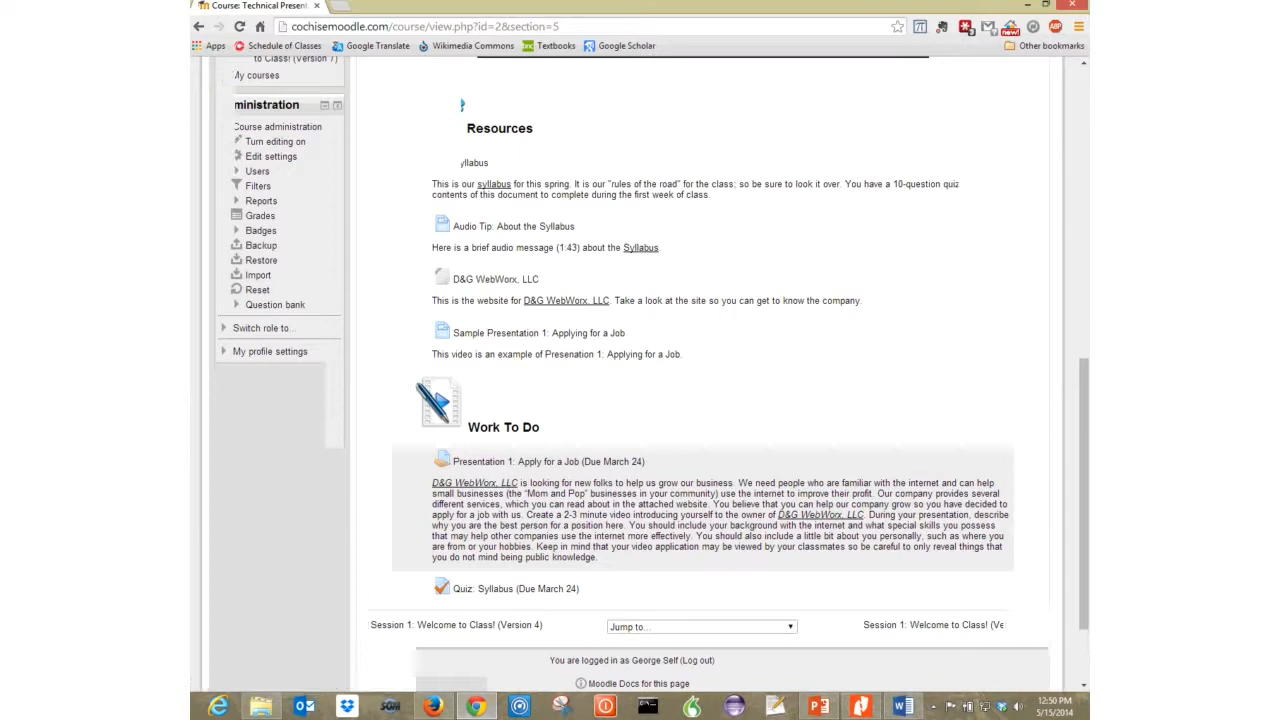 Course: Technical Present
cochisemoodle.com/course/view.php?id=2&section=5
Apps Schedule of Classes Google Translate Wikimedia Commons Textbooks Google Scholar Other bookmarks
new!
ABP
to Class! (Version 7)
My courses
ministration
Course administration
Turn editing on
Edit settings
Users
Filters
Reports
Grades
Badges
Backup
Restore
Import
Reset
Question bank
Switch role to...
My profile settings
Resources
yllabus
This is our syllabus for this spring. It is our "rules of the road" for the class; so be sure to look it over. You have a 10-question quiz
contents of this document to complete during the first week of class.
Audio Tip: About the Syllabus
Here is a brief audio message (1:43) about the Syllabus.
D&G WebWorx, LLC
This is the website for D&G WebWorx, LLC. Take a look at the site so you can get to know the company.
Sample Presentation 1: Applying for a Job
This video is an example of Presenation 1: Applying for a Job.
Work To Do
Presentation 1: Apply for a Job (Due March 24)
D&G WebWorx, LLC is looking for new folks to help us grow our business. We need people who are familiar with the internet and can help
small businesses (the "Mom and Pop" businesses in your community) use the internet to improve their profit. Our company provides several
different services, which you can read about in the attached website. You believe that you can help our company grow so you have decided to
apply for a job with us. Create a 2-3 minute video introducing yourself to the owner of D&G WebWorx, LLC. During your presentation, describe
why you are the best person for a position here. You should include your background with the internet and what special skills you possess
that may help other companies use the internet more effectively. You should also include a little bit about you personally, such as where you
are from or your hobbies. Keep in mind that your video application may be viewed by your classmates so be careful to only reveal things that
you do not mind being public knowledge.
Quiz: Syllabus (Due March 24)
Session 1: Welcome to Class! (Version 4) Jump to... Session 1: Welcome to Class! (Ve
You are logged in as George Self (Log out)
Moodle Docs for this page
SGM
12:50 PM
5/15/2014